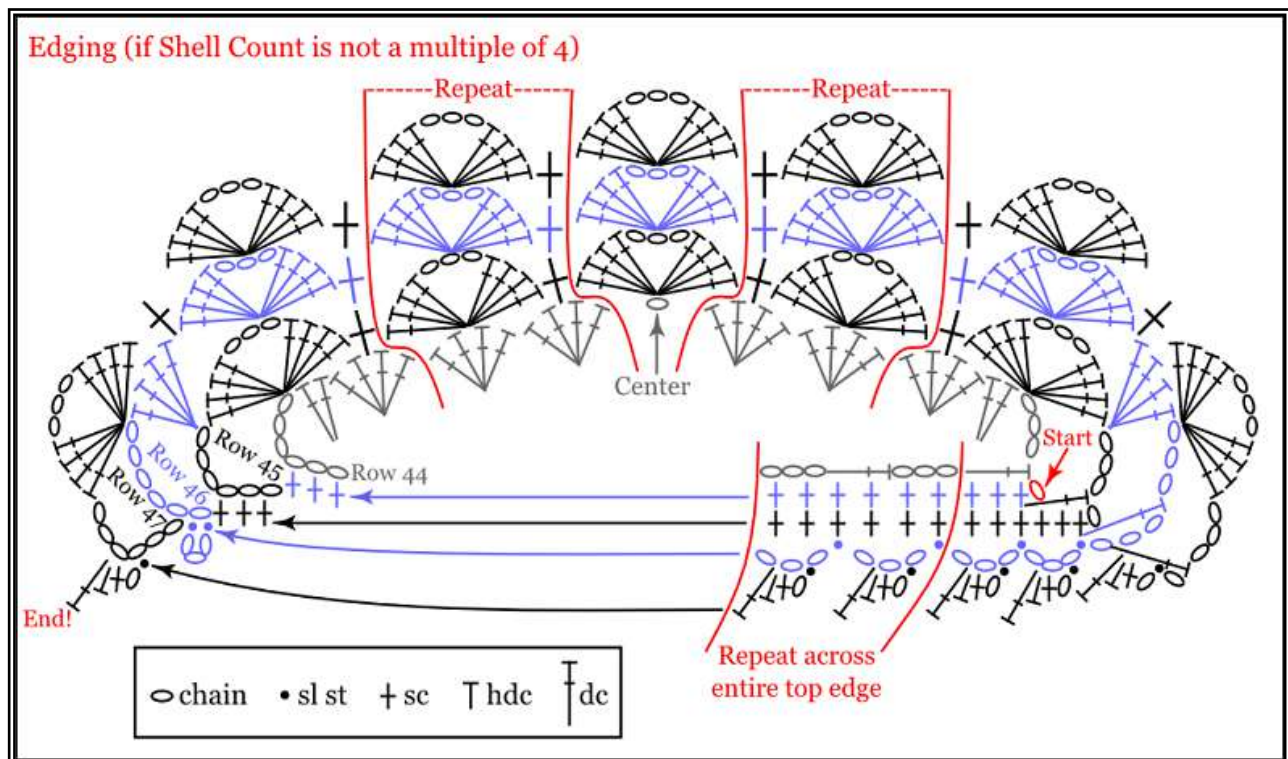 Edging (if Shell Count is not a multiple of 4)
Repeat
Repeat
Center
Start
Row 44
Row 45
Row 46
Row 47
End!
Repeat across
entire top edge
chain
sl st
sc
hdc
dc